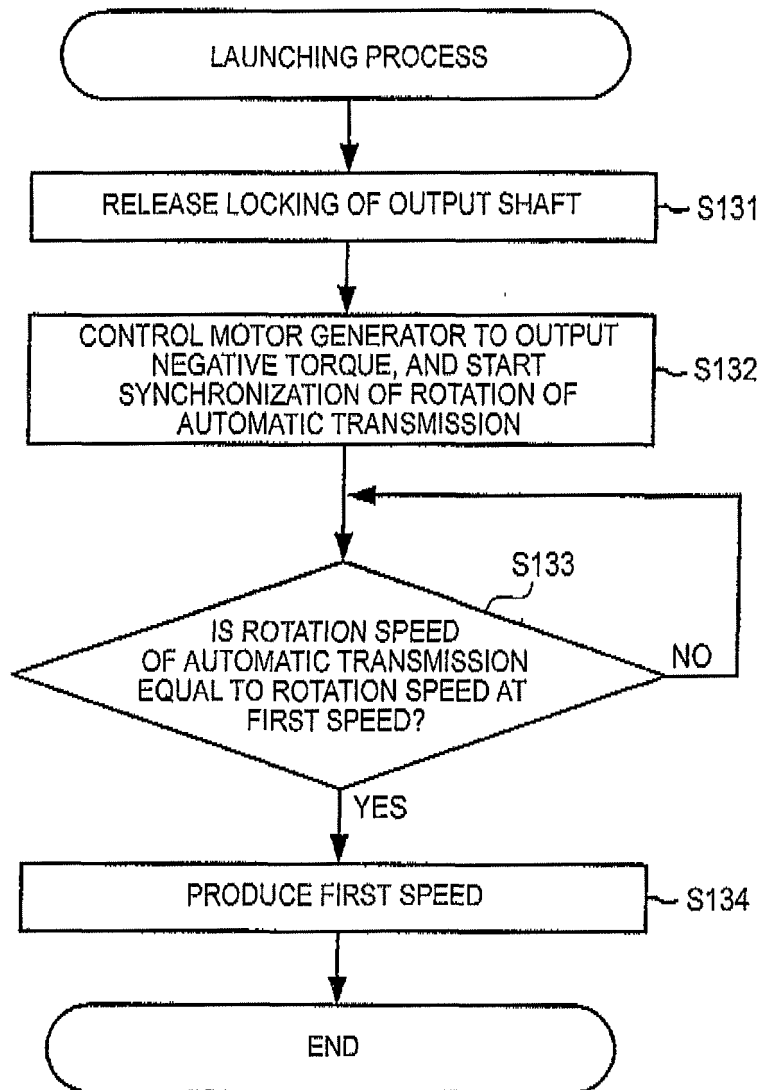 LAUNCHING PROCESS
RELEASE LOCKING OF OUTPUT SHAFT
S131
CONTROL MOTOR GENERATOR TO OUTPUT
NEGATIVE TORQUE, AND START
SYNCHRONIZATION OF ROTATION OF
AUTOMATIC TRANSMISSION
S132
S133
IS ROTATION SPEED
OF AUTOMATIC TRANSMISSION
EQUAL TO ROTATION SPEED AT
FIRST SPEED?
NO
YES
PRODUCE FIRST SPEED
S134
END